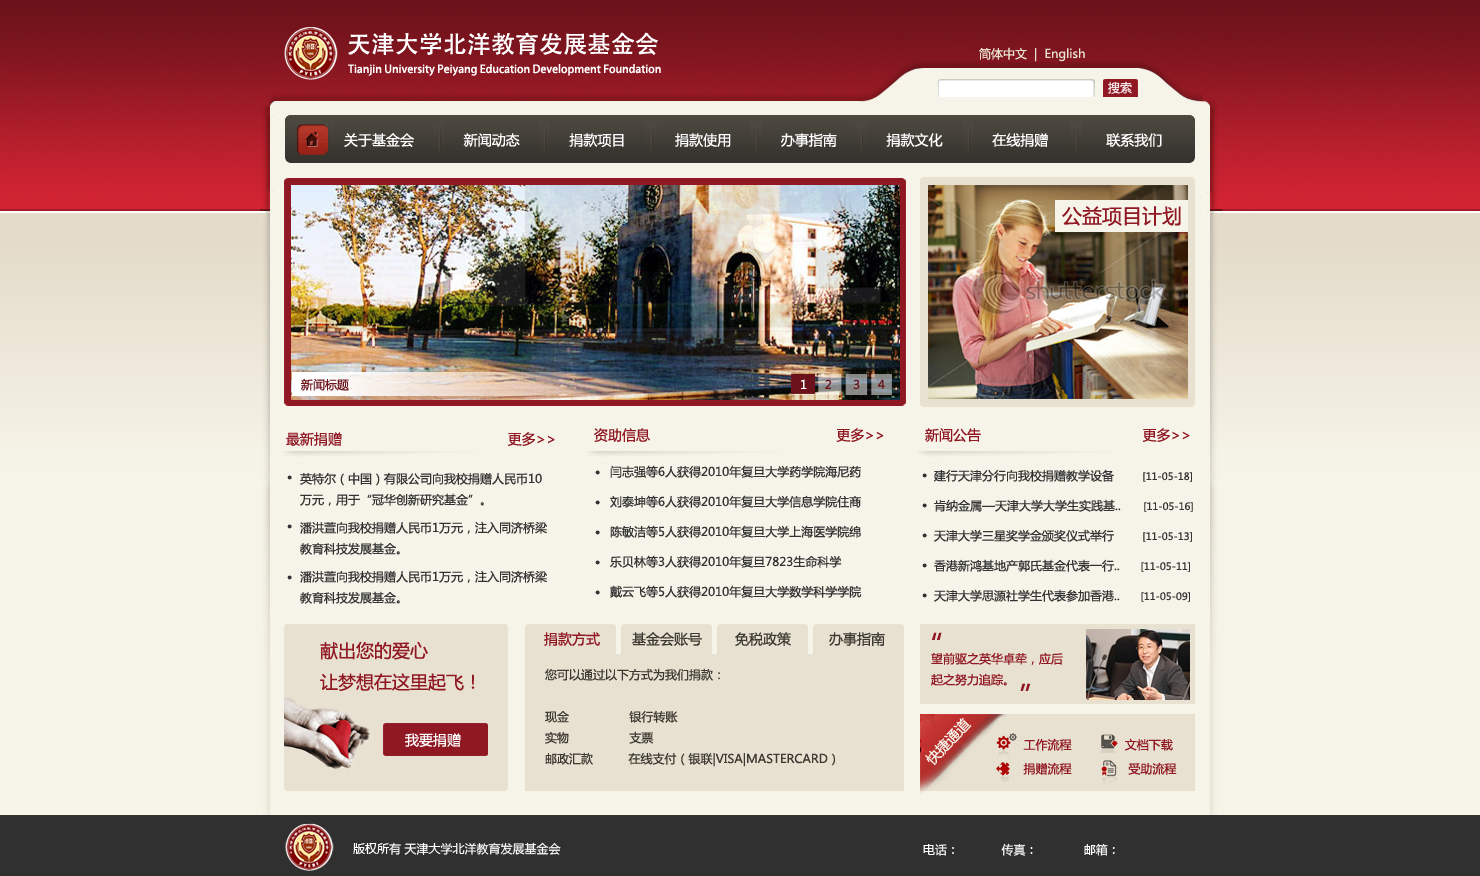 天津大学北洋教育发展基金会
Tianjin University Peiyang Education Development Foundation
简体中文 | English
搜索
关于基金会 新闻动态 捐款项目 捐款使用 办事指南 捐款文化 在线捐赠 联系我们
公益项目计划
shutterstock
新闻标题
1 2 3 4
最新捐赠 更多>>
英特尔（中国）有限公司向我校捐赠人民币10
万元，用于“冠华创新研究基金”。
潘洪萱向我校捐赠人民币1万元，注入同济桥梁
教育科技发展基金。
潘洪萱向我校捐赠人民币1万元，注入同济桥梁
教育科技发展基金。
资助信息 更多>>
闫志强等6人获得2010年复旦大学药学院海尼药
刘泰坤等6人获得2010年复旦大学信息学院住商
陈敏洁等5人获得2010年复旦大学上海医学院绵
乐贝林等3人获得2010年复旦7823生命科学
戴云飞等5人获得2010年复旦大学数学科学学院
新闻公告 更多>>
建行天津分行向我校捐赠教学设备 [11-05-18]
肯纳金属—天津大学大学生实践基.. [11-05-16]
天津大学三星奖学金颁奖仪式举行 [11-05-13]
香港新鸿基地产郭氏基金代表一行.. [11-05-11]
天津大学思源社学生代表参加香港.. [11-05-09]
献出您的爱心
让梦想在这里起飞！
我要捐赠
捐款方式 基金会账号 免税政策 办事指南
您可以通过以下方式为我们捐款：
现金 银行转账
实物 支票
邮政汇款 在线支付（银联|VISA|MASTERCARD）
“
望前驱之英华卓荦，应后
起之努力追踪。 ”
快捷通道
工作流程 文档下载
捐赠流程 受助流程
版权所有 天津大学北洋教育发展基金会
电话： 传真： 邮箱：